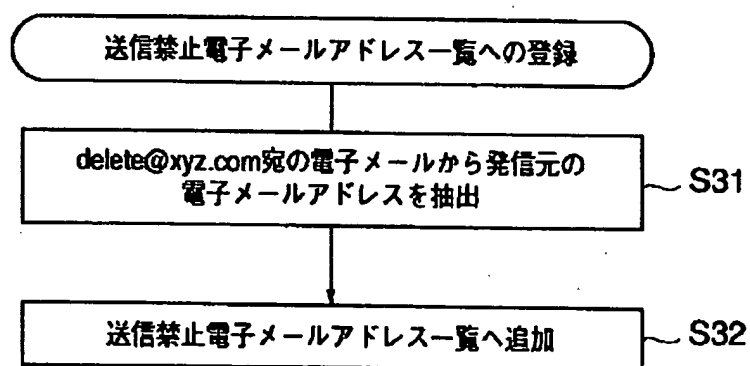 送信禁止電子メールアドレス一覧への登録
delete@xyz.com宛の電子メールから発信元の
電子メールアドレスを抽出
S31
送信禁止電子メールアドレス一覧へ追加
S32